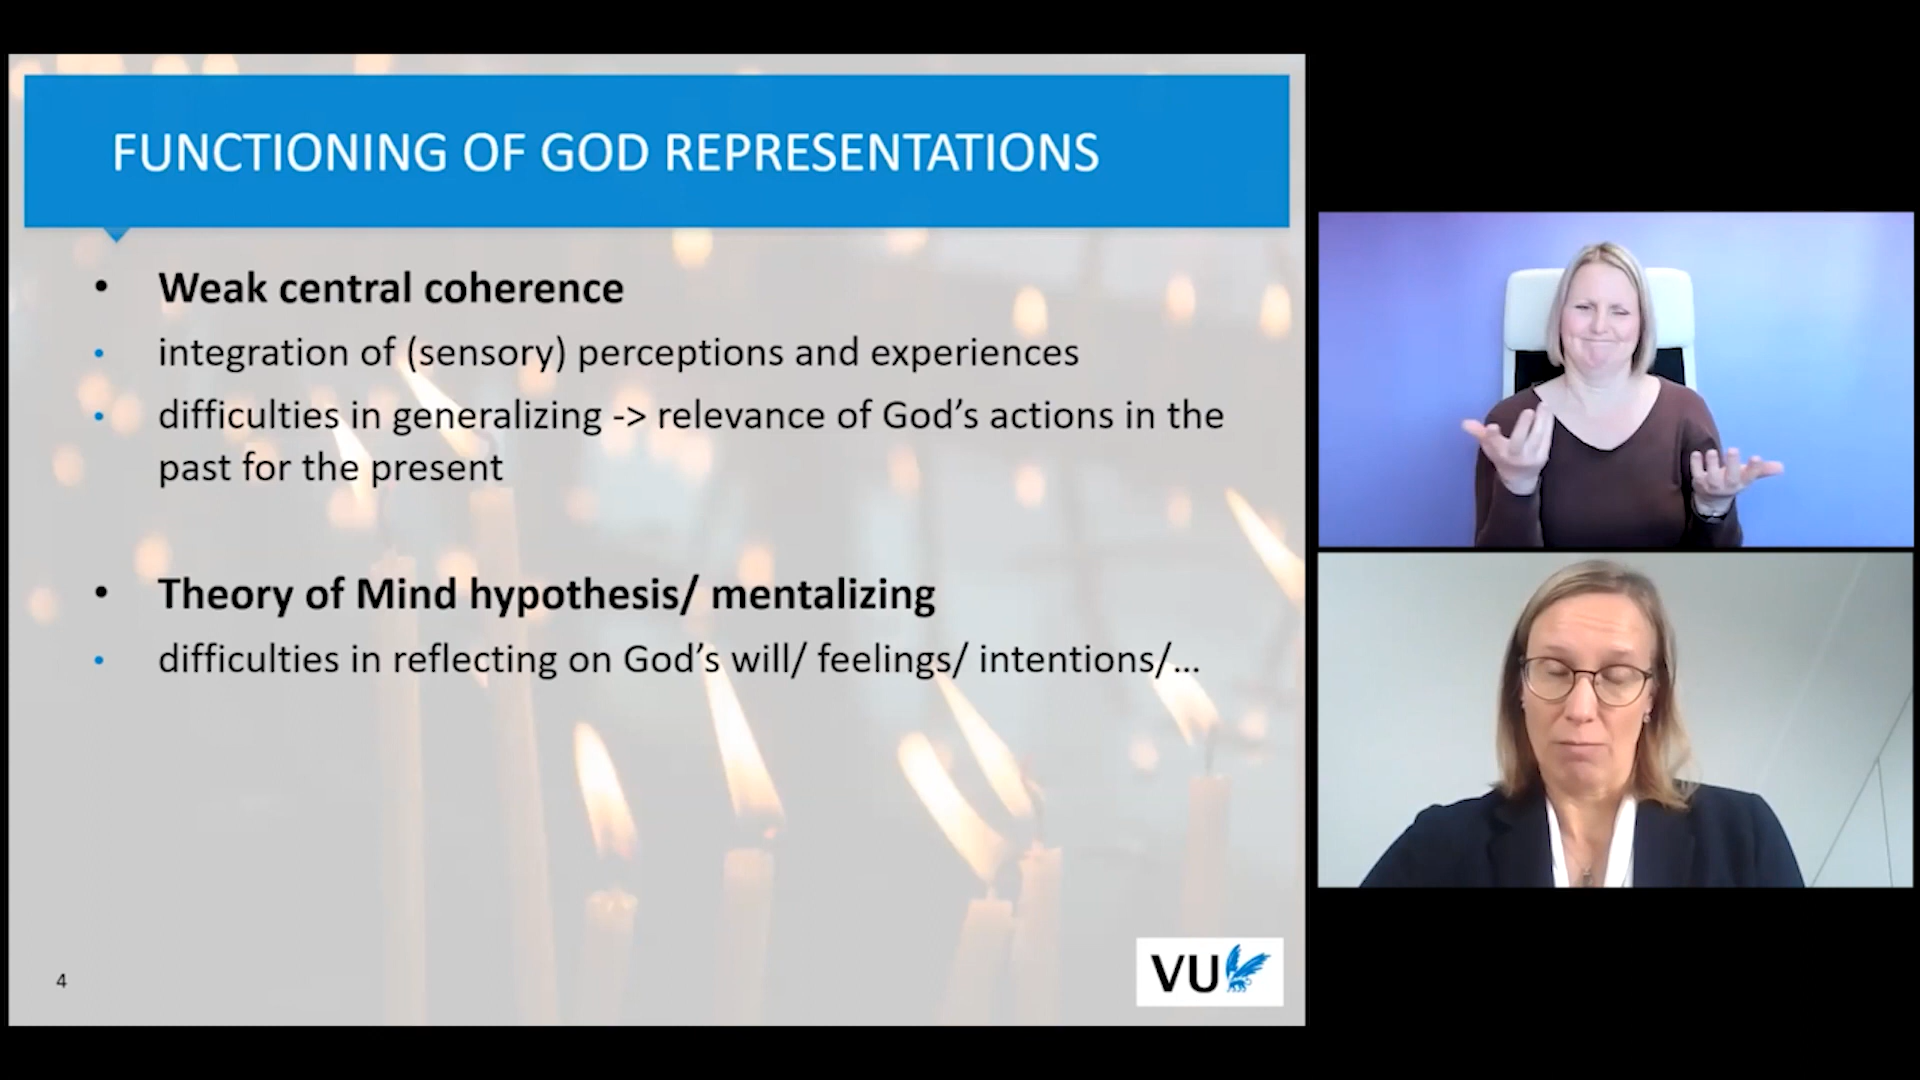 FUNCTIONING OF GOD REPRESENTATIONS
• Weak central coherence
• integration of (sensory) perceptions and experiences
• difficulties in generalizing -> relevance of God’s actions in the
past for the present
• Theory of Mind hypothesis/ mentalizing
• difficulties in reflecting on God’s will/ feelings/ intentions/…
4
VU